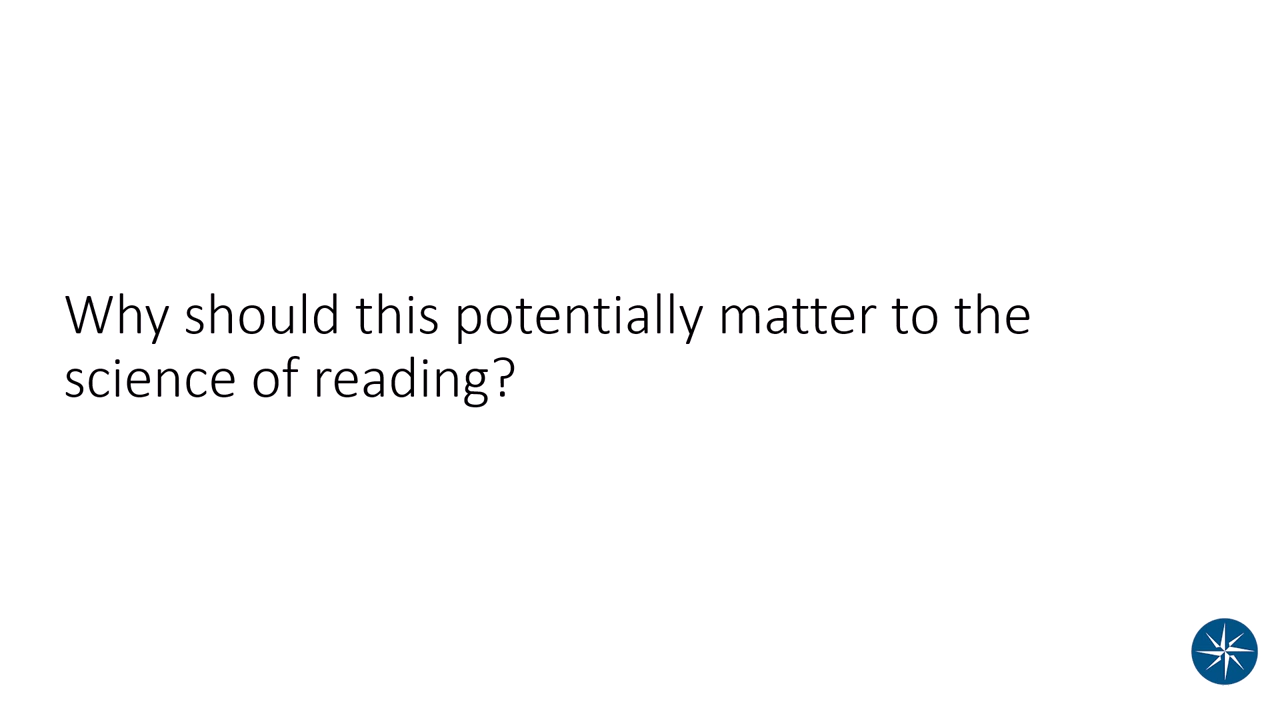 Why should this potentially matter to the
science of reading?